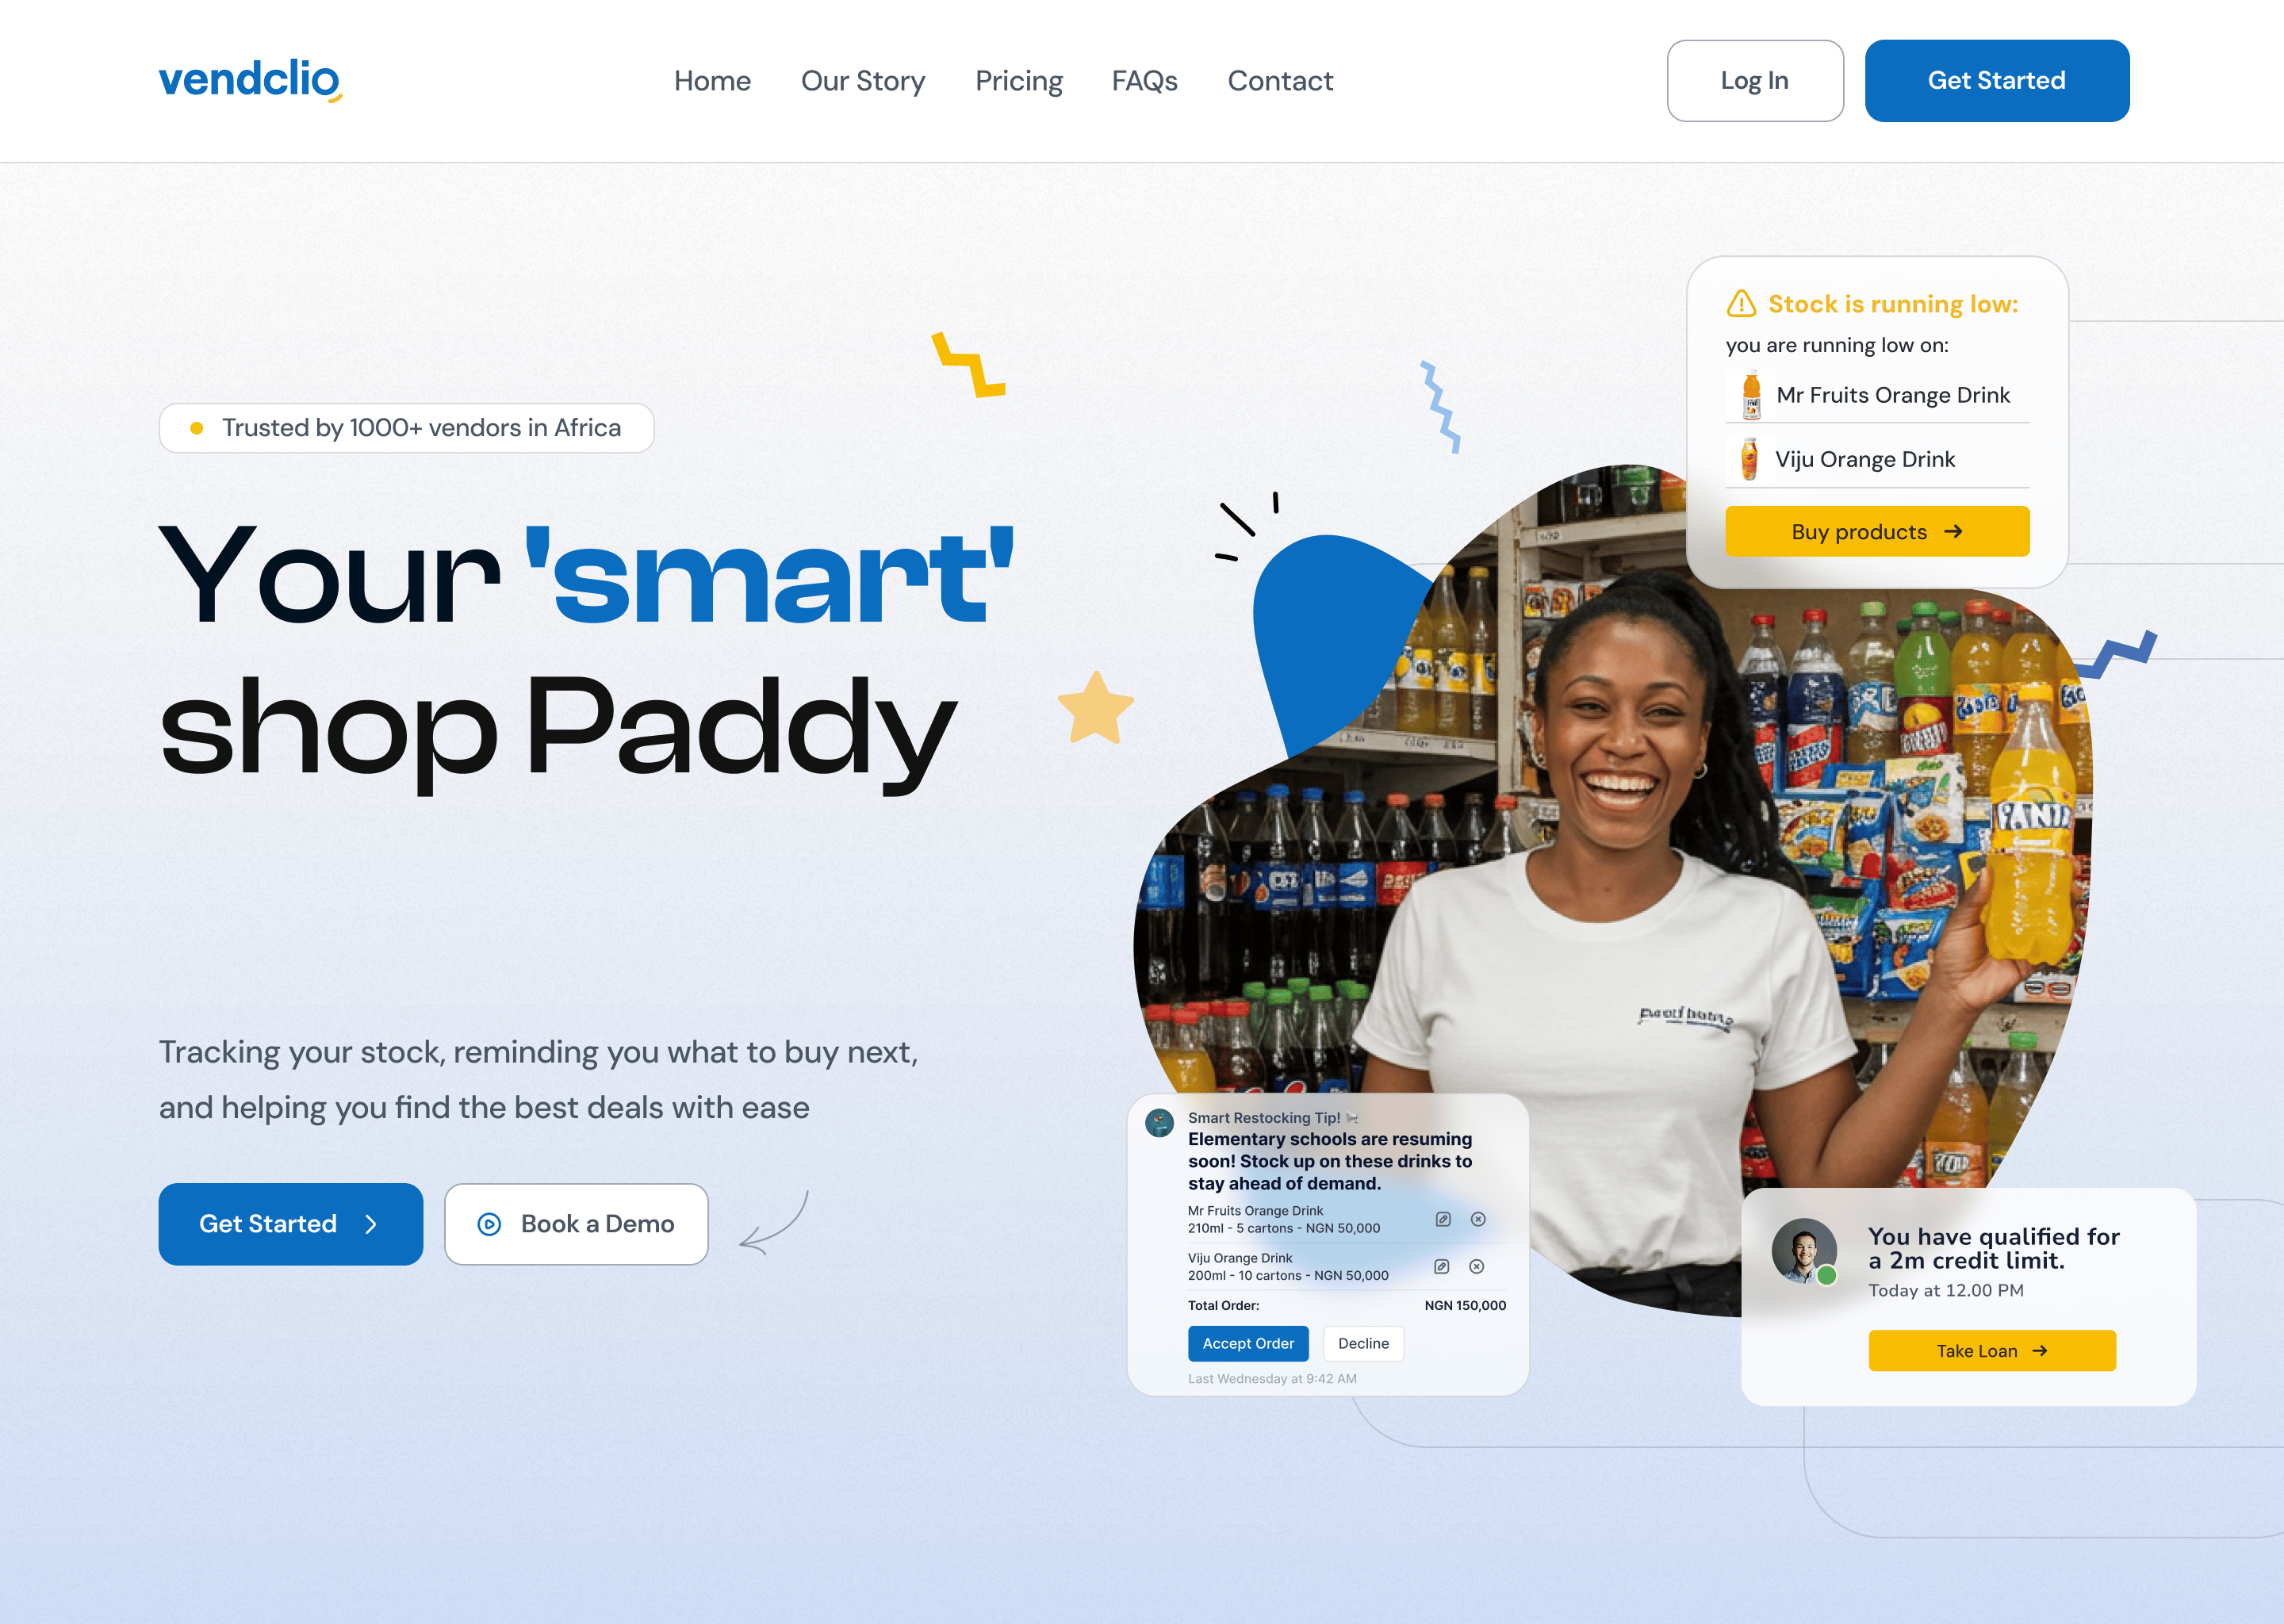 vendclio
Home Our Story Pricing FAQs Contact
Log In
Get Started
Trusted by 1000+ vendors in Africa
Your 'smart'
shop Paddy
Tracking your stock, reminding you what to buy next,
and helping you find the best deals with ease
Get Started
Book a Demo
Stock is running low:
you are running low on:
Mr Fruits Orange Drink
Viju Orange Drink
Buy products
Smart Restocking Tip!
Elementary schools are resuming
soon! Stock up on these drinks to
stay ahead of demand.
Mr Fruits Orange Drink
210ml - 5 cartons - NGN 50,000
Viju Orange Drink
200ml - 10 cartons - NGN 50,000
Total Order: NGN 150,000
Accept Order
Decline
Last Wednesday at 9:42 AM
You have qualified for
a 2m credit limit.
Today at 12.00 PM
Take Loan